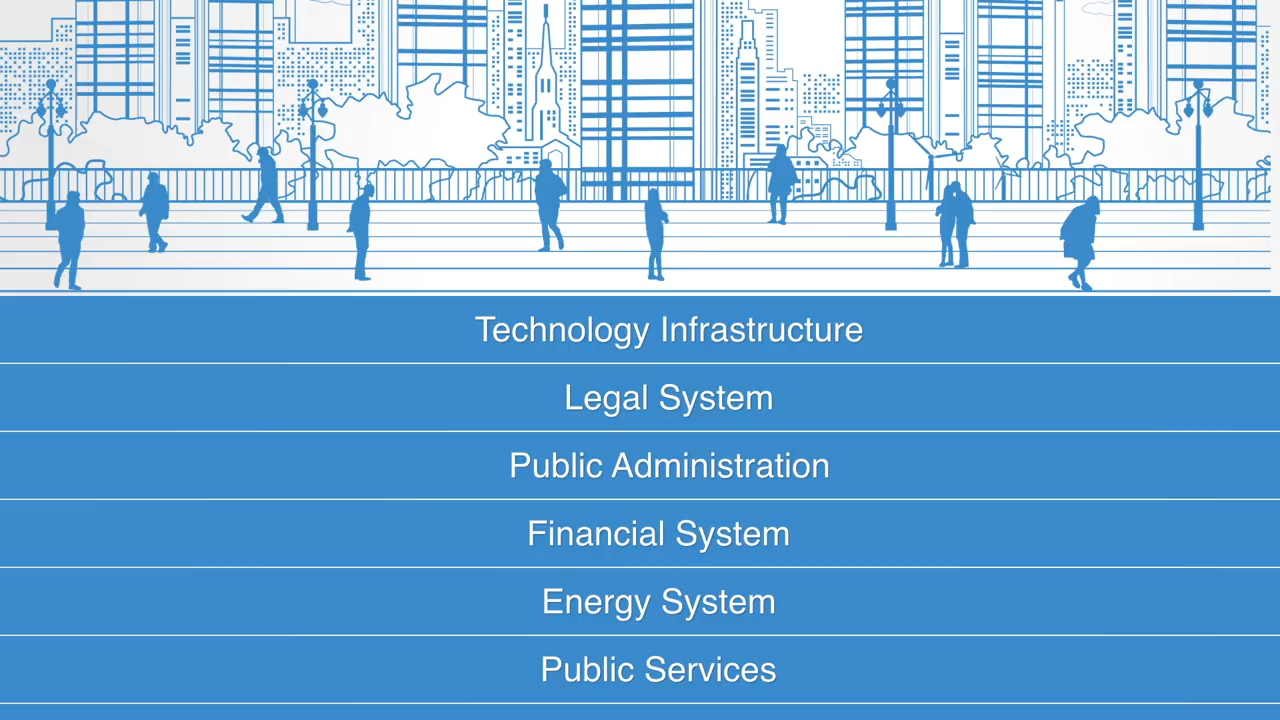 Technology Infrastructure
Legal System
Public Administration
Financial System
Energy System
Public Services